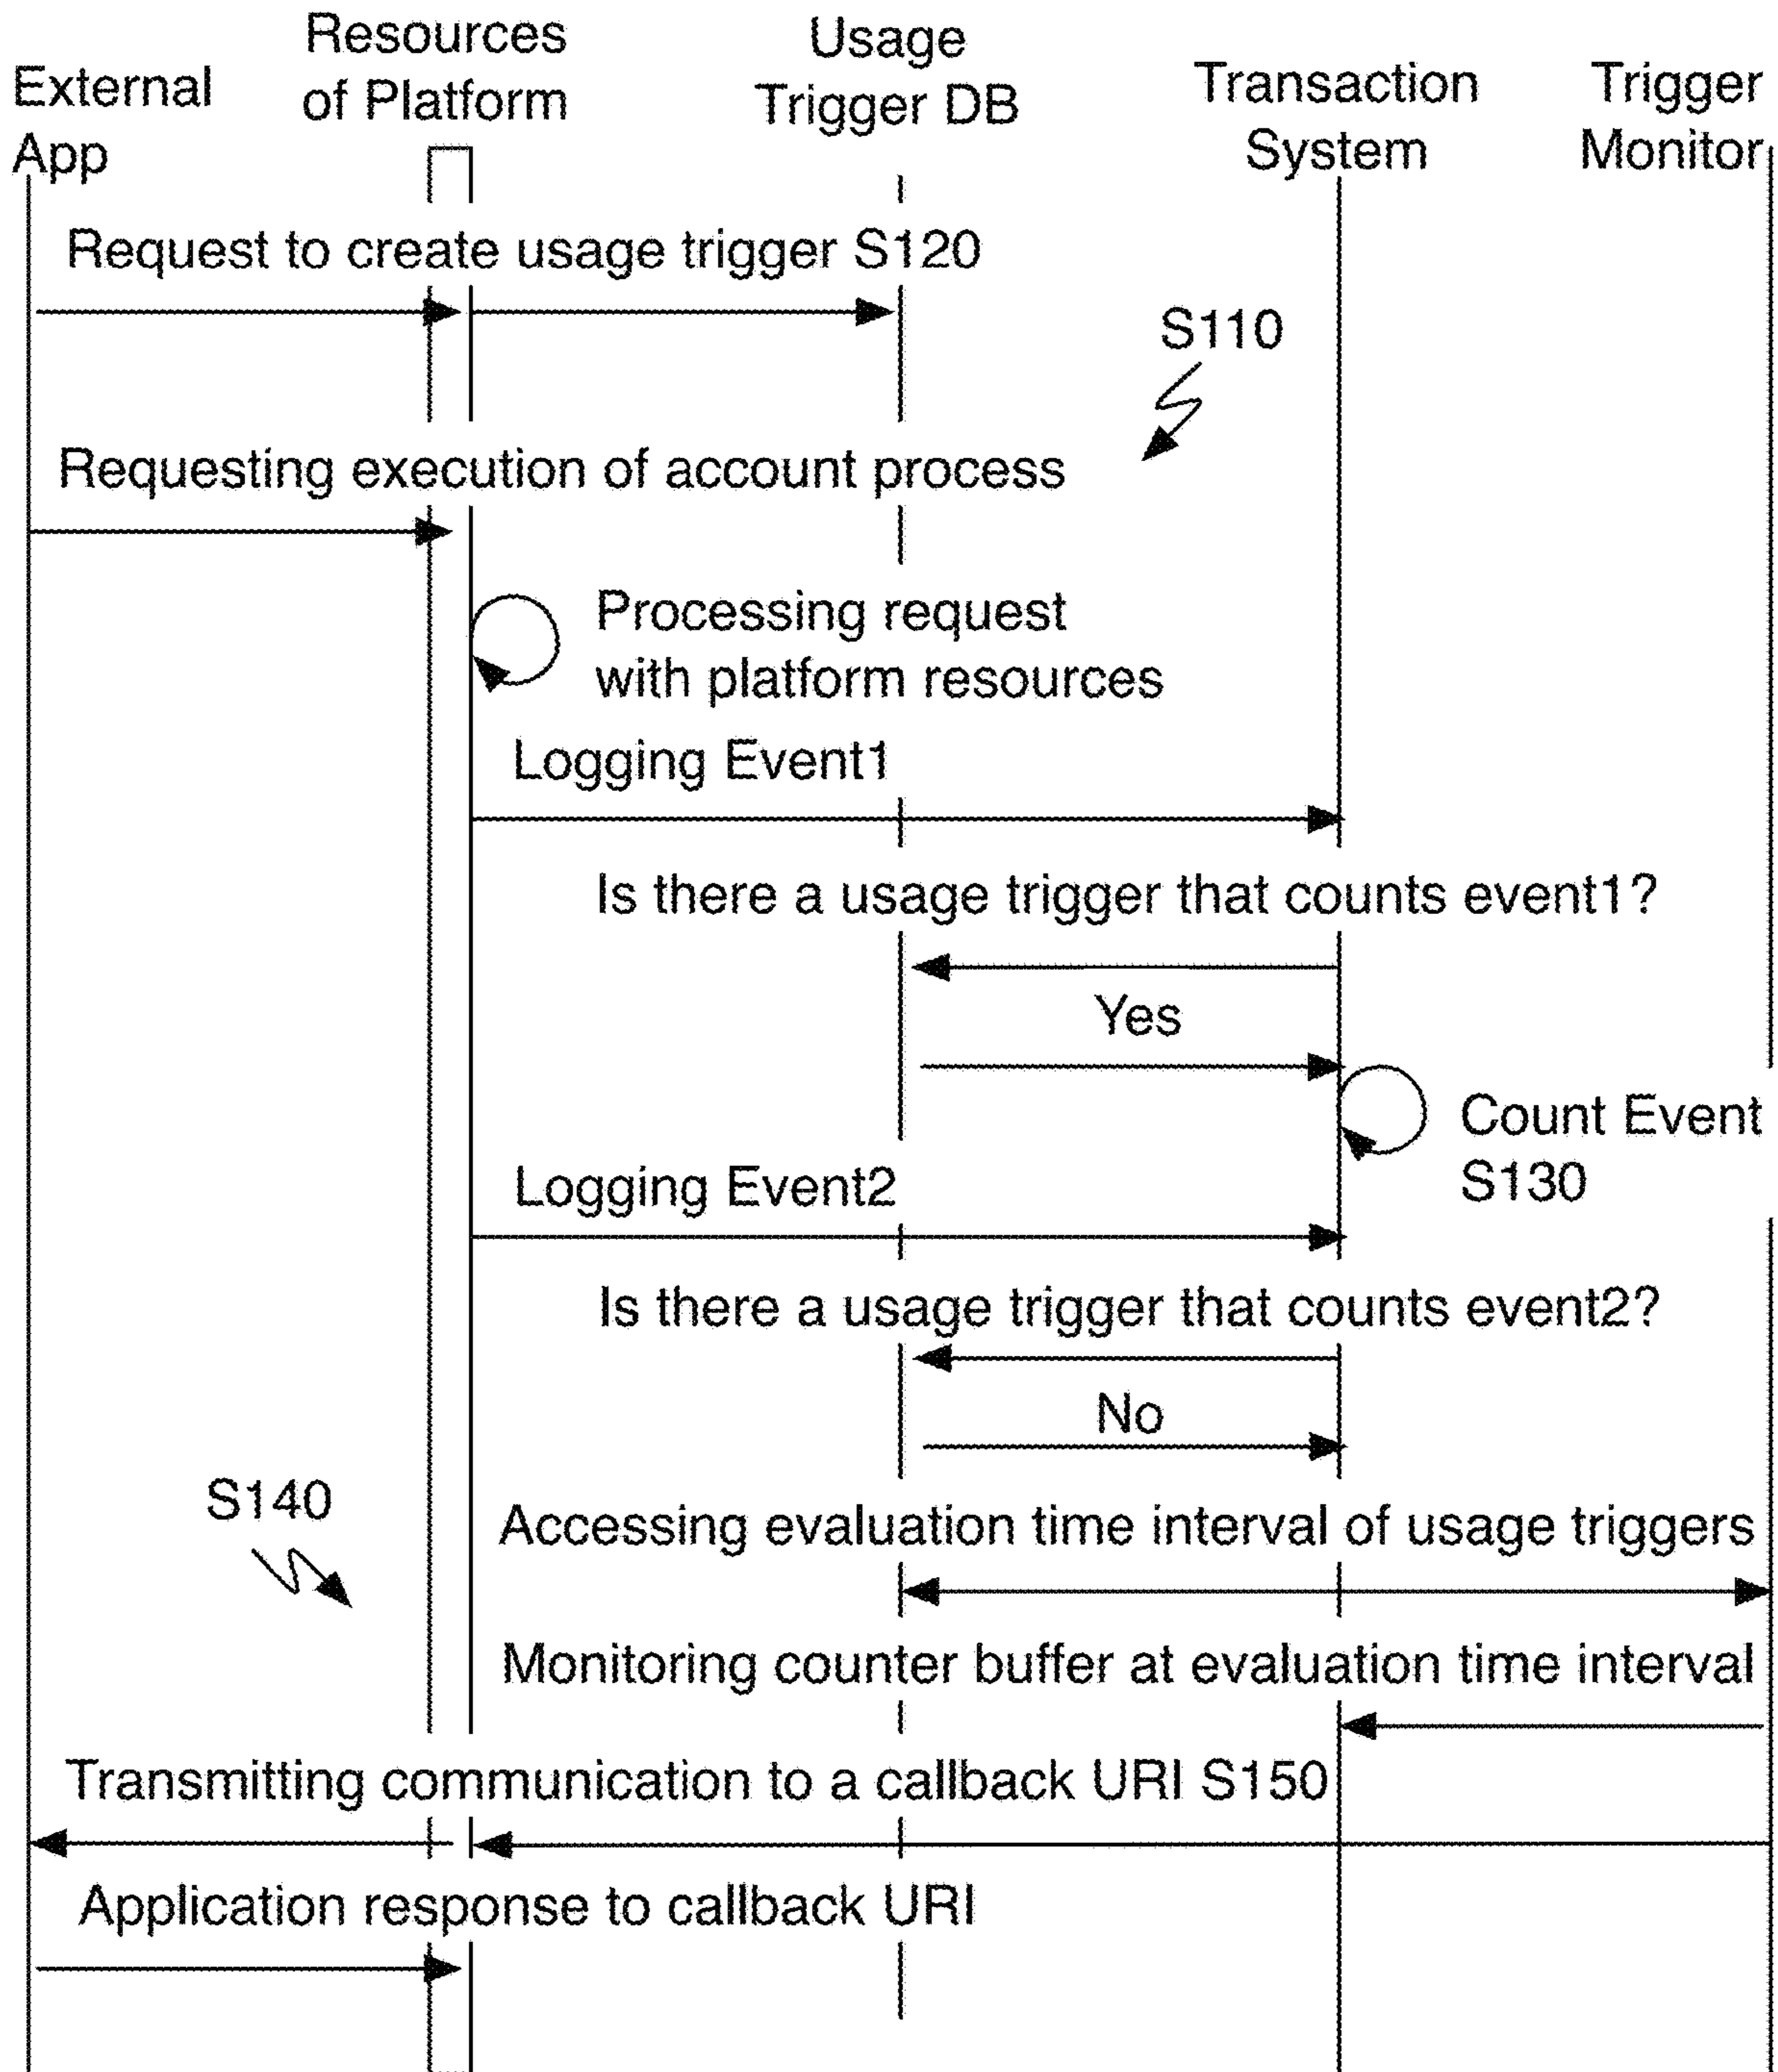 External
App
Resources
of Platform
Usage
Trigger DB
Transaction
System
Trigger
Monitor
Request to create usage trigger S120
S110
Requesting execution of account process
Processing request
with platform resources
Logging Event1
Is there a usage trigger that counts event1?
Yes
Count Event
S130
Logging Event2
Is there a usage trigger that counts event2?
No
S140
Accessing evaluation time interval of usage triggers
Monitoring counter buffer at evaluation time interval
Transmitting communication to a callback URI S150
Application response to callback URI